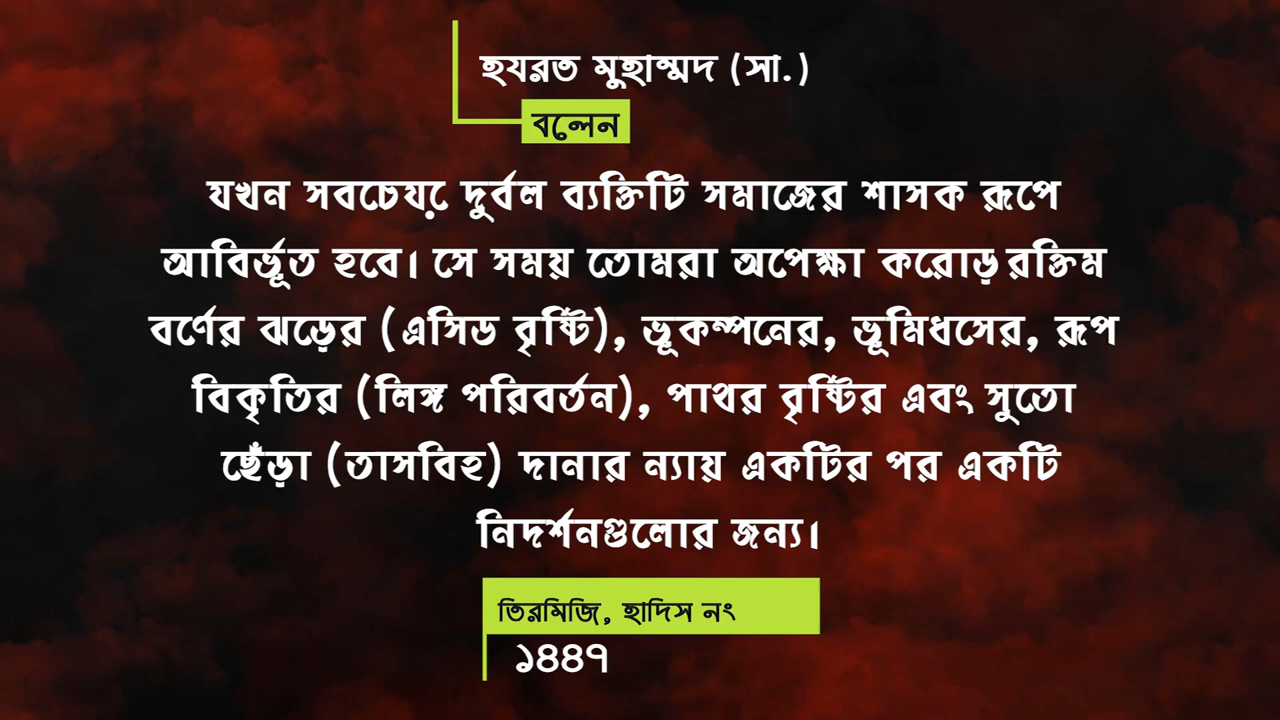 হযরত মুহাম্মদ (সা.)
বলেন
যখন সবচেয়ে দুর্বল ব্যক্তিটি সমাজের শাসক রূপে
আবির্ভূত হবে। সে সময় তোমরা অপেক্ষা করোড় রক্তিম
বর্ণের ঝড়ের (এসিড বৃষ্টি), ভূকম্পনের, ভূমিধসের, রূপ
বিকৃতির (লিঙ্গ পরিবর্তন), পাথর বৃষ্টির এবং সুতো
ছেঁড়া (তাসবিহ) দানার ন্যায় একটির পর একটি
নিদর্শনগুলোর জন্য।
তিরমিজি, হাদিস নং
১৪৪৭